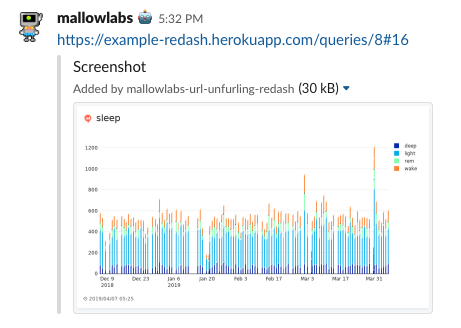 mallowlabs 5:32 PM
https://example-redash.herokuapp.com/queries/8#16
Screenshot
Added by mallowlabs-url-unfurling-redash (30 kB)
sleep
deep
light
rem
wake
1200
1000
800
600
400
200
0
Dec 9 Dec 23 Jan 6 Jan 20 Feb 3 Feb 17 Mar 3 Mar 17 Mar 31
2018 2019
© 2019/04/07 05:25